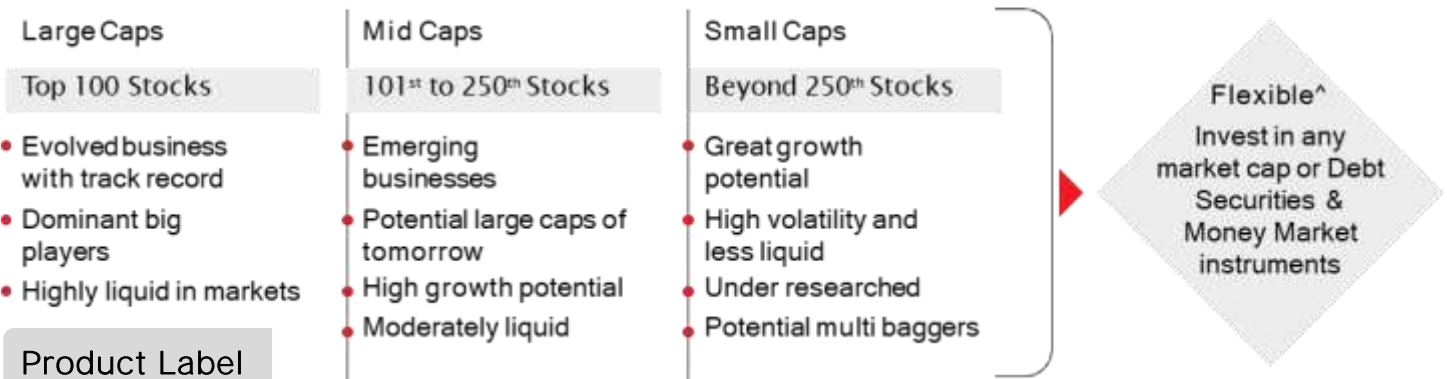 Large Caps
Top 100 Stocks
Evolved business
with track record
Dominant big
players
Highly liquid in markets
Product Label
Mid Caps
101st to 250th Stocks
Emerging
businesses
Potential large caps of
tomorrow
High growth potential
Moderately liquid
Small Caps
Beyond 250th Stocks
Great growth
potential
High volatility and
less liquid
Under researched
Potential multi baggers
Flexible^
Invest in any
market cap or Debt
Securities &
Money Market
instruments